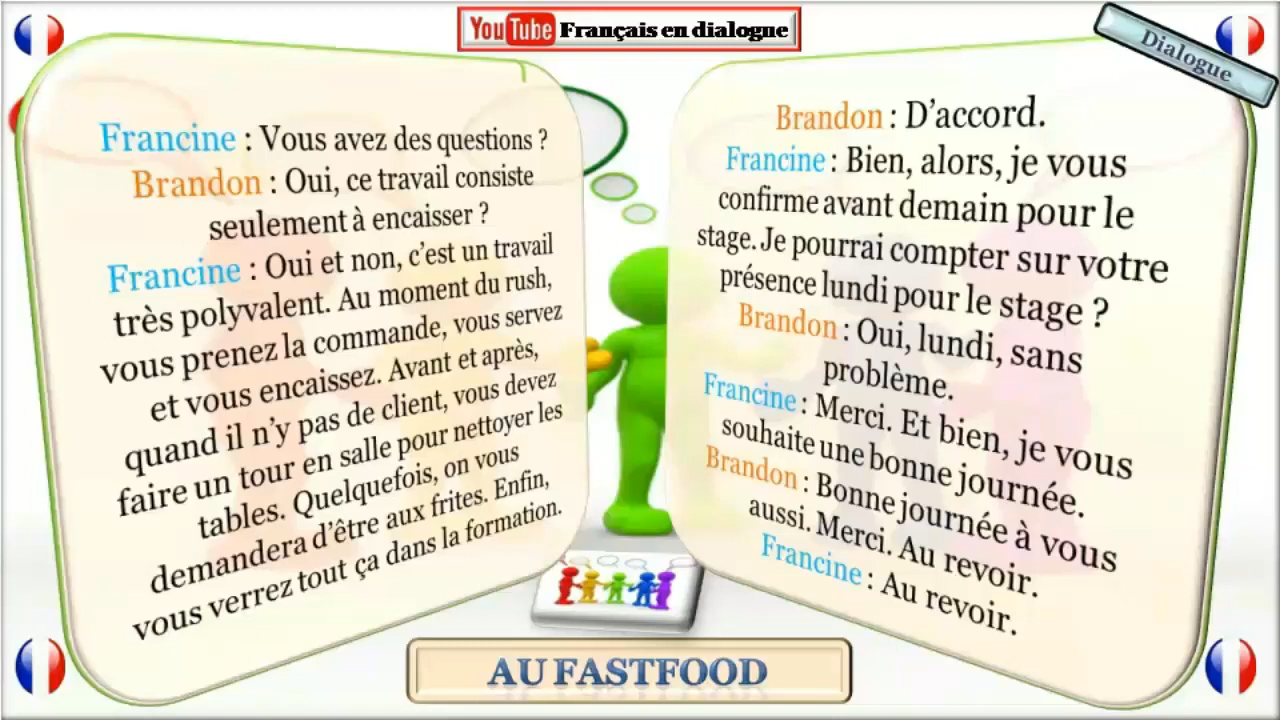 YouTube Français en dialogue
Dialogue
Francine : Vous avez des questions ?
Brandon : Oui, ce travail consiste
seulement à encaisser ?
Francine : Oui et non, c'est un travail
très polyvalent. Au moment du rush,
vous prenez la commande, vous servez
et vous encaissez. Avant et après,
quand il n'y pas de client, vous devez
faire un tour en salle pour nettoyer les
tables. Quelquefois, on vous
demandera d'être aux frites. Enfin,
vous verrez tout ça dans la formation.
Brandon : D'accord.
Francine : Bien, alors, je vous
confirme avant demain pour le
stage. Je pourrai compter sur votre
présence lundi pour le stage ?
Brandon : Oui, lundi, sans
problème.
Francine : Merci. Et bien, je vous
souhaite une bonne journée.
Brandon : Bonne journée à vous
aussi. Merci. Au revoir.
Francine : Au revoir.
AU FASTFOOD